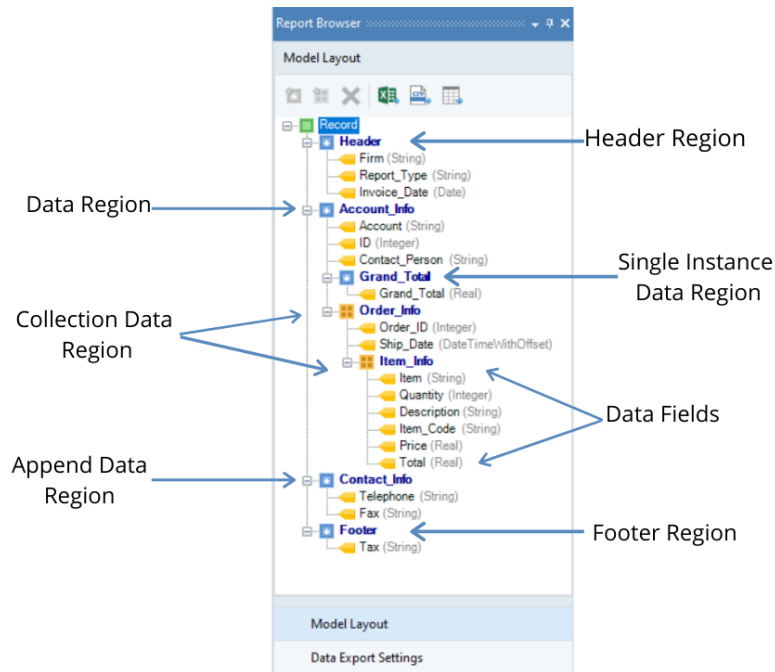 Report Browser
Model Layout
Record
Header
Header Region
Firm (String)
Report_Type (String)
Invoice_Date (Date)
Data Region
Account_Info
Account (String)
ID (Integer)
Contact_Person (String)
Grand_Total
Single Instance
Data Region
Grand_Total (Real)
Collection Data
Region
Order_Info
Order_ID (Integer)
Ship_Date (DateTimeWithOffset)
Item_Info
Item (String)
Quantity (Integer)
Description (String)
Item_Code (String)
Price (Real)
Total (Real)
Data Fields
Append Data
Region
Contact_Info
Telephone (String)
Fax (String)
Footer
Footer Region
Tax (String)
Model Layout
Data Export Settings